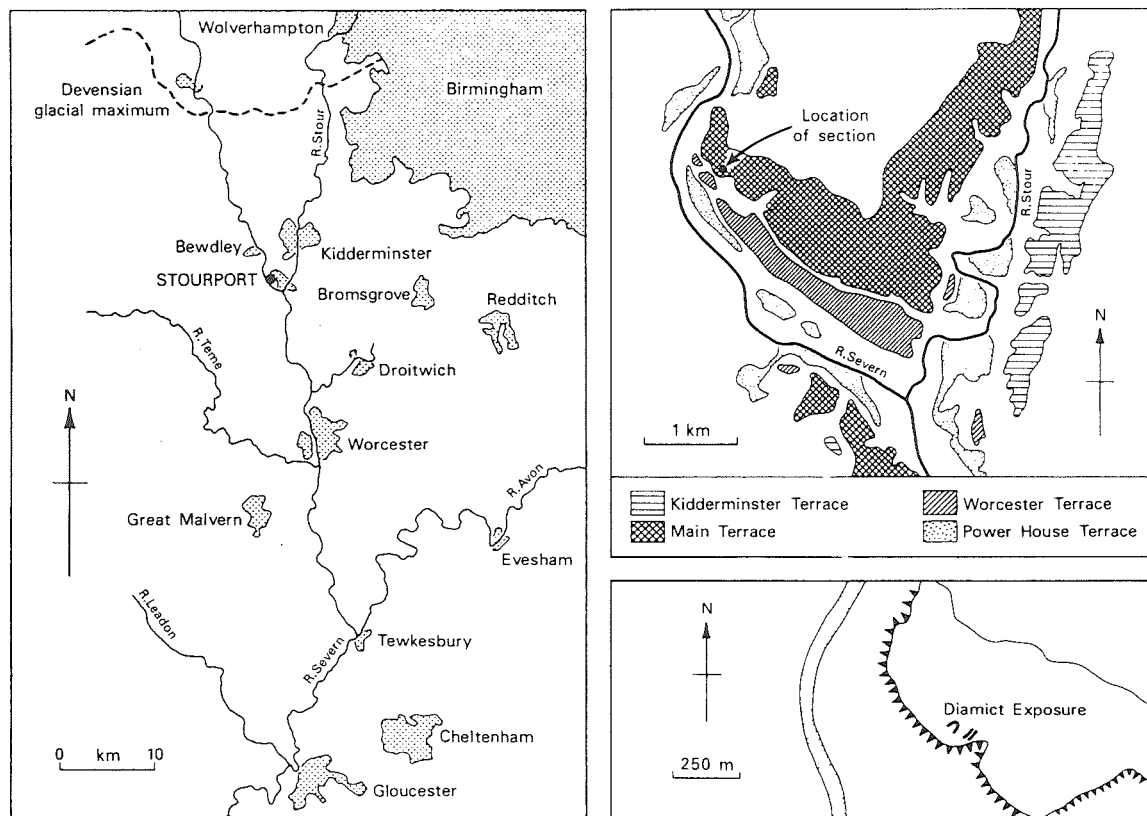 Wolverhampton
Devensian
glacial maximum
Birmingham
R. Stour
Bewdley
Kidderminster
STOURPORT
Bromsgrove
Redditch
R. Teme
Droitwich
N
Worcester
R. Avon
Great Malvern
Evesham
R. Leadon
R. Severn
Tewkesbury
0 km 10
Cheltenham
Gloucester
Location
of section
R. Stour
N
R. Severn
1 km
Kidderminster Terrace
Worcester Terrace
Main Terrace
Power House Terrace
N
Diamict Exposure
250 m